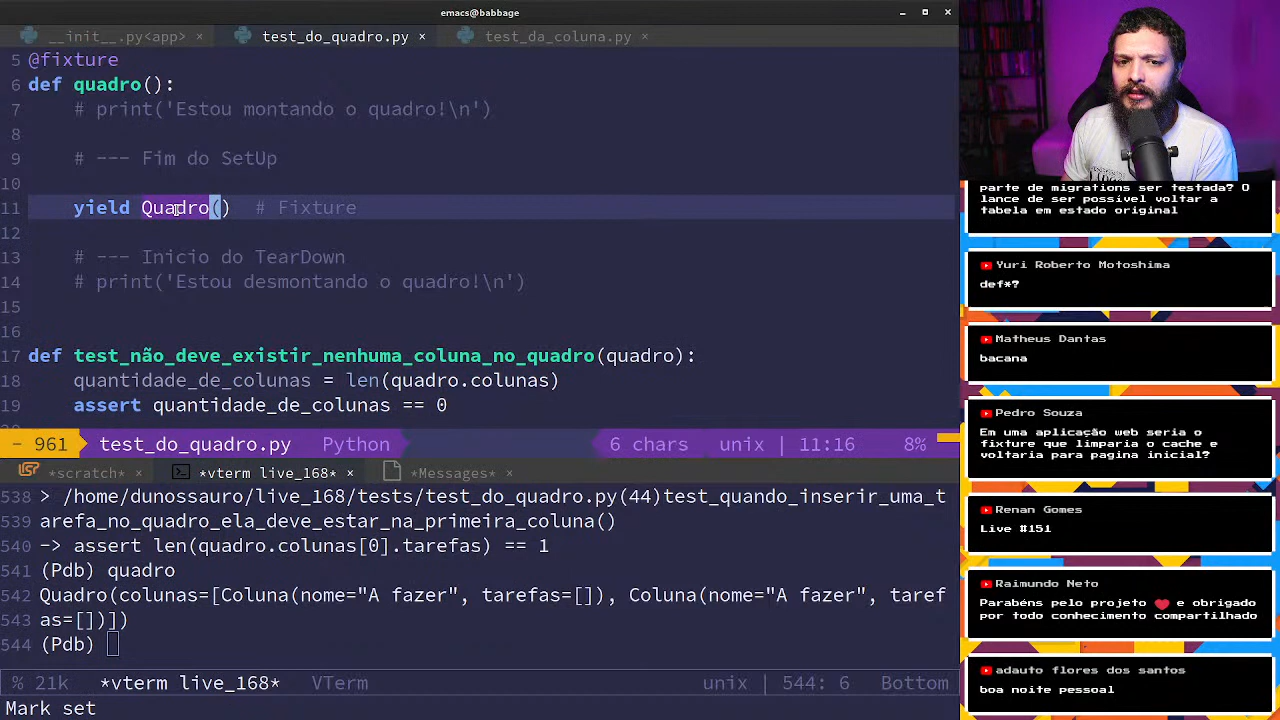 emacs@babbage
__init__.py<app> ×
test_do_quadro.py ×
test_da_coluna.py ×
5 @fixture
6 def quadro():
7 # print('Estou montando o quadro!\n')
8
9 # --- Fim do SetUp
10
11 yield Quadro() # Fixture
12
13 # --- Inicio do TearDown
14 # print('Estou desmontando o quadro!\n')
15
16
17 def test_não_deve_existir_nenhuma_coluna_no_quadro(quadro):
18 quantidade_de_colunas = len(quadro.colunas)
19 assert quantidade_de_colunas == 0
- 961 test_do_quadro.py Python 6 chars unix | 11:16 8%
*scratch* × *vterm live_168* × *Messages* ×
538 > /home/dunossauro/live_168/tests/test_do_quadro.py(44)test_quando_inserir_uma_t
539 arefa_no_quadro_ela_deve_estar_na_primeira_coluna()
540 -> assert len(quadro.colunas[0].tarefas) == 1
541 (Pdb) quadro
542 Quadro(colunas=[Coluna(nome="A fazer", tarefas=[]), Coluna(nome="A fazer", taref
543 as=[])])
544 (Pdb)
% 21k *vterm live_168* VTerm unix | 544: 6 Bottom
Mark set
parte de migrations ser testada? O
lance de ser possível voltar a
tabela em estado original
Yuri Roberto Motoshima
def*?
Matheus Dantas
bacana
Pedro Souza
Em uma aplicação web seria o
fixture que limparia o cache e
voltaria para pagina inicial?
Renan Gomes
Live #151
Raimundo Neto
Parabéns pelo projeto ❤ e obrigado
por todo conhecimento compartilhado
adauto flores dos santos
boa noite pessoal